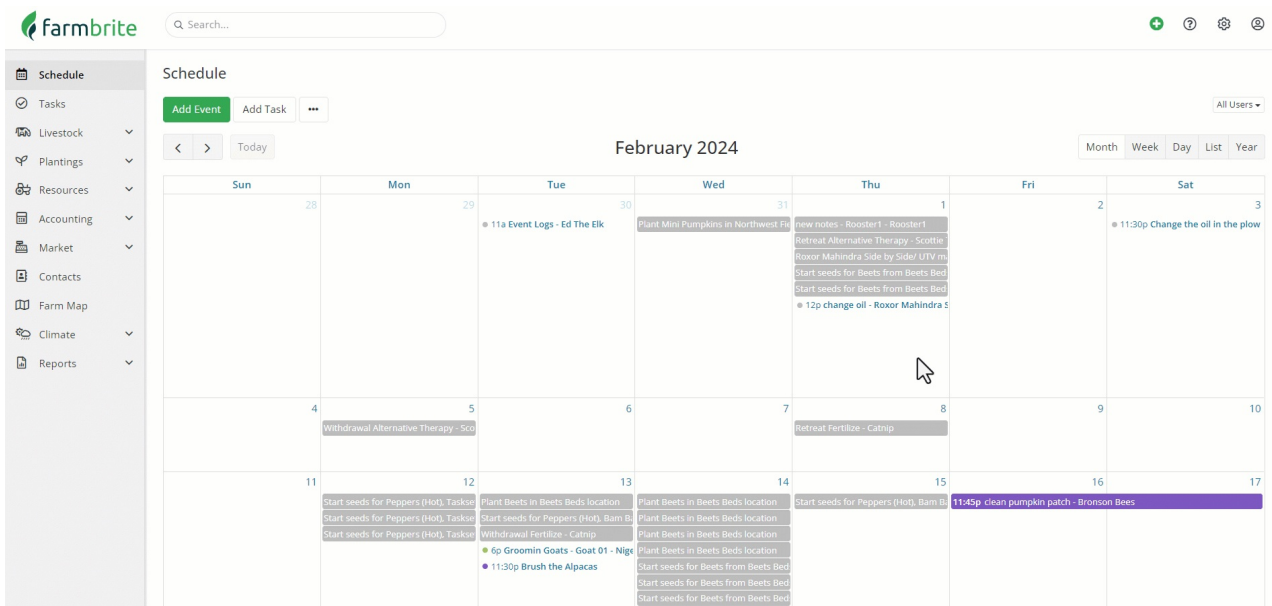 farmbrite
Search...
Schedule
Tasks
Livestock
Plantings
Resources
Accounting
Market
Contacts
Farm Map
Climate
Reports
Schedule
Add Event Add Task •••
All Users
Today
February 2024
Month Week Day List Year
Sun Mon Tue Wed Thu Fri Sat
28 29 30 31 1 2 3
11a Event Logs - Ed The Elk
Plant Mini Pumpkins in Northwest Fie
new notes - Rooster1 - Rooster1
Retreat Alternative Therapy - Scottie
Roxor Mahindra Side by Side/ UTV ma
Start seeds for Beets from Beets Bed
Start seeds for Beets from Beets Bed
12p change oil - Roxor Mahindra S
11:30p Change the oil in the plow
4 5 6 7 8 9 10
Withdrawal Alternative Therapy - Sco
Retreat Fertilize - Catnip
11 12 13 14 15 16 17
Start seeds for Peppers (Hot), Taskse
Start seeds for Peppers (Hot), Taskse
Start seeds for Peppers (Hot), Taskse
Plant Beets in Beets Beds location
Start seeds for Peppers (Hot), Bam Ba
Withdrawal Fertilize - Catnip
6p Groomin Goats - Goat 01 - Nige
11:30p Brush the Alpacas
Plant Beets in Beets Beds location
Plant Beets in Beets Beds location
Plant Beets in Beets Beds location
Plant Beets in Beets Beds location
Start seeds for Beets from Beets Bed
Start seeds for Beets from Beets Bed
Start seeds for Beets from Beets Bed
Start seeds for Peppers (Hot), Bam Ba
11:45p clean pumpkin patch - Bronson Bees